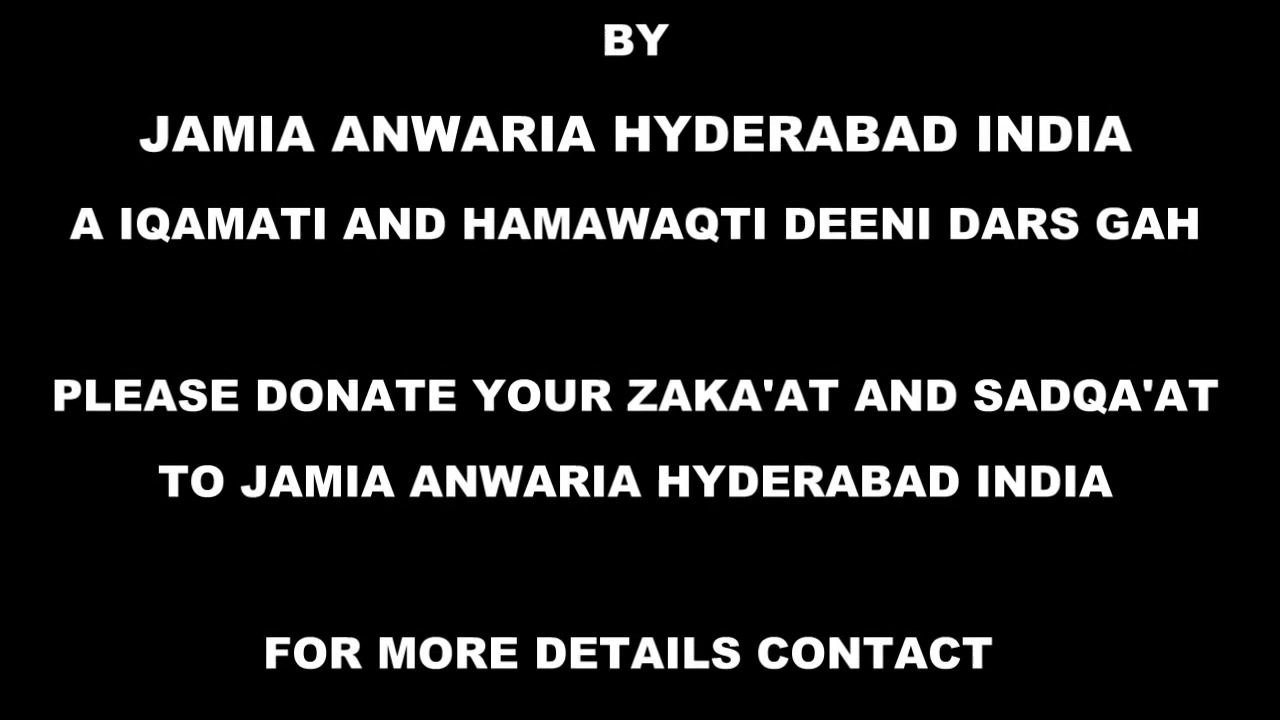 BY
JAMIA ANWARIA HYDERABAD INDIA
A IQAMATI AND HAMAWAQTI DEENI DARS GAH
PLEASE DONATE YOUR ZAKA'AT AND SADQA'AT
TO JAMIA ANWARIA HYDERABAD INDIA
FOR MORE DETAILS CONTACT